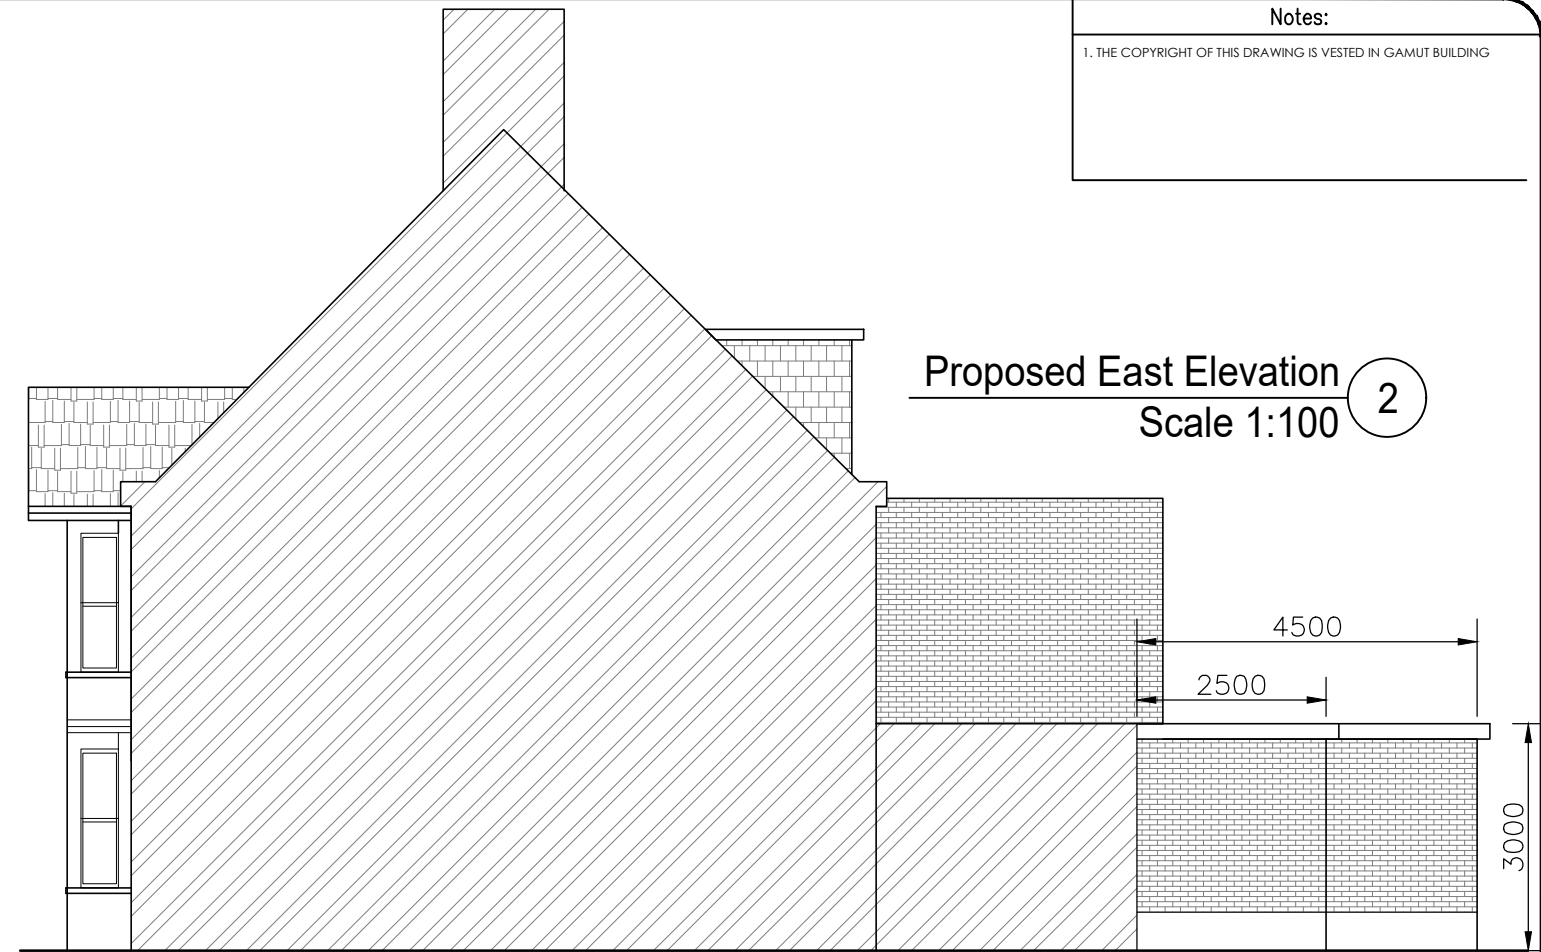 Notes:
1. THE COPYRIGHT OF THIS DRAWING IS VESTED IN GAMUT BUILDING
Proposed East Elevation
2
Scale 1:100
4500
2500
3000